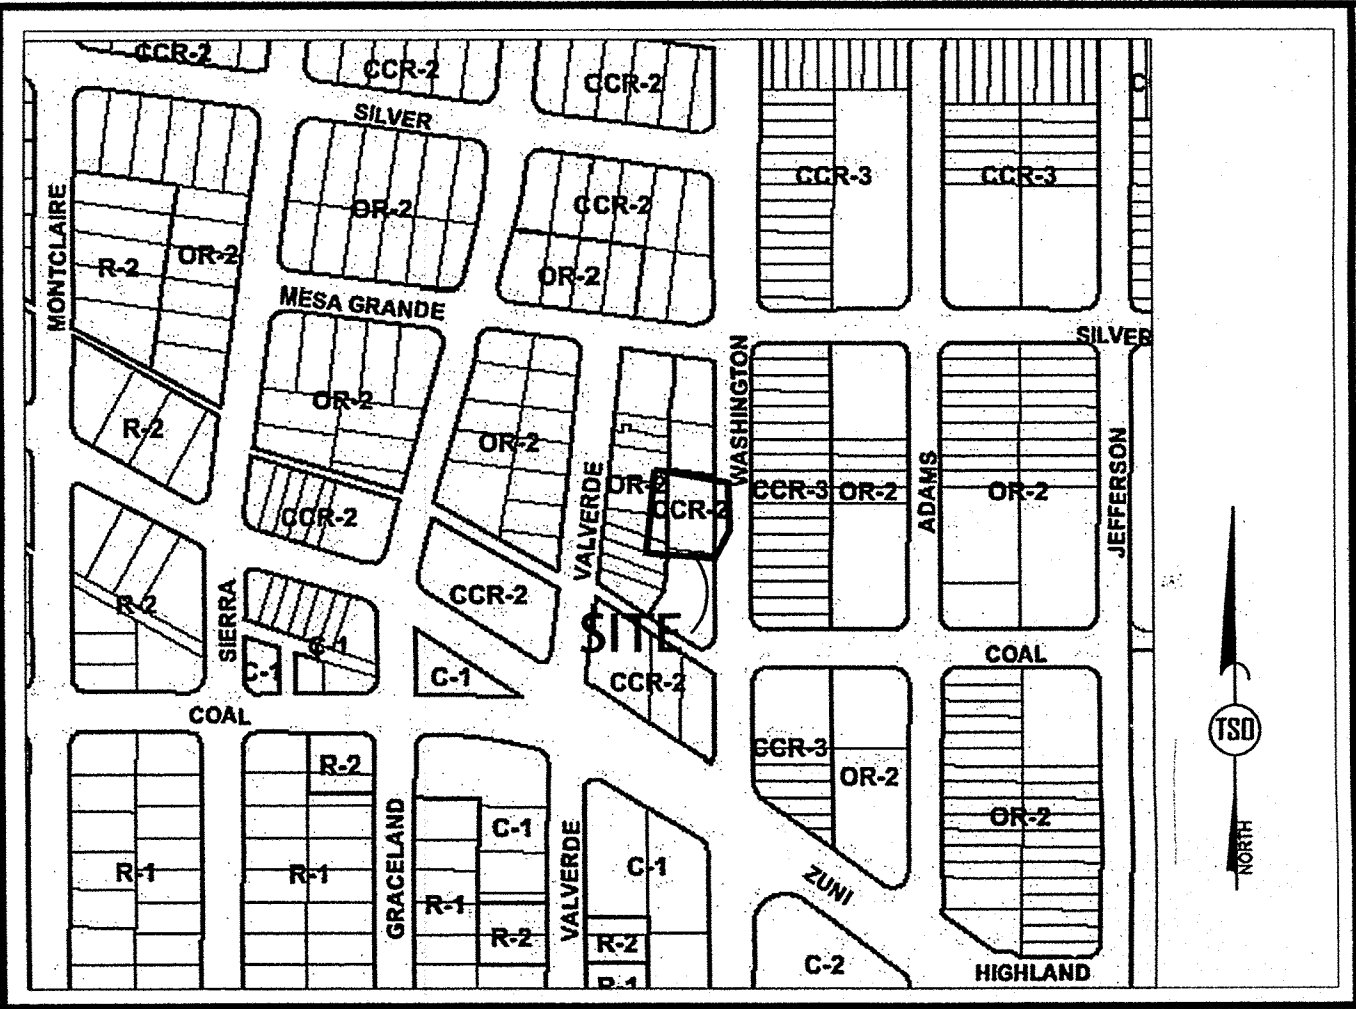 CCR-2
CCR-2
CCR-2
SILVER
CCR-3
CCR-3
OR-2
CCR-2
MONTCLAIRE
R-2
OR-2
OR-2
MESA GRANDE
SILVER
WASHINGTON
OR-2
R-2
OR-2
VALVERDE
OR-2
CCR-2
CCR-3
OR-2
ADAMS
OR-2
JEFFERSON
CCR-2
R-2
SIERRA
C-1
C-1
CCR-2
C-1
SITE
CCR-2
COAL
COAL
CCR-3
OR-2
TSD
R-2
OR-2
C-1
C-1
R-1
R-1
GRACELAND
R-1
R-2
VALVERDE
R-2
R-1
ZUNI
C-2
HIGHLAND
NORTH